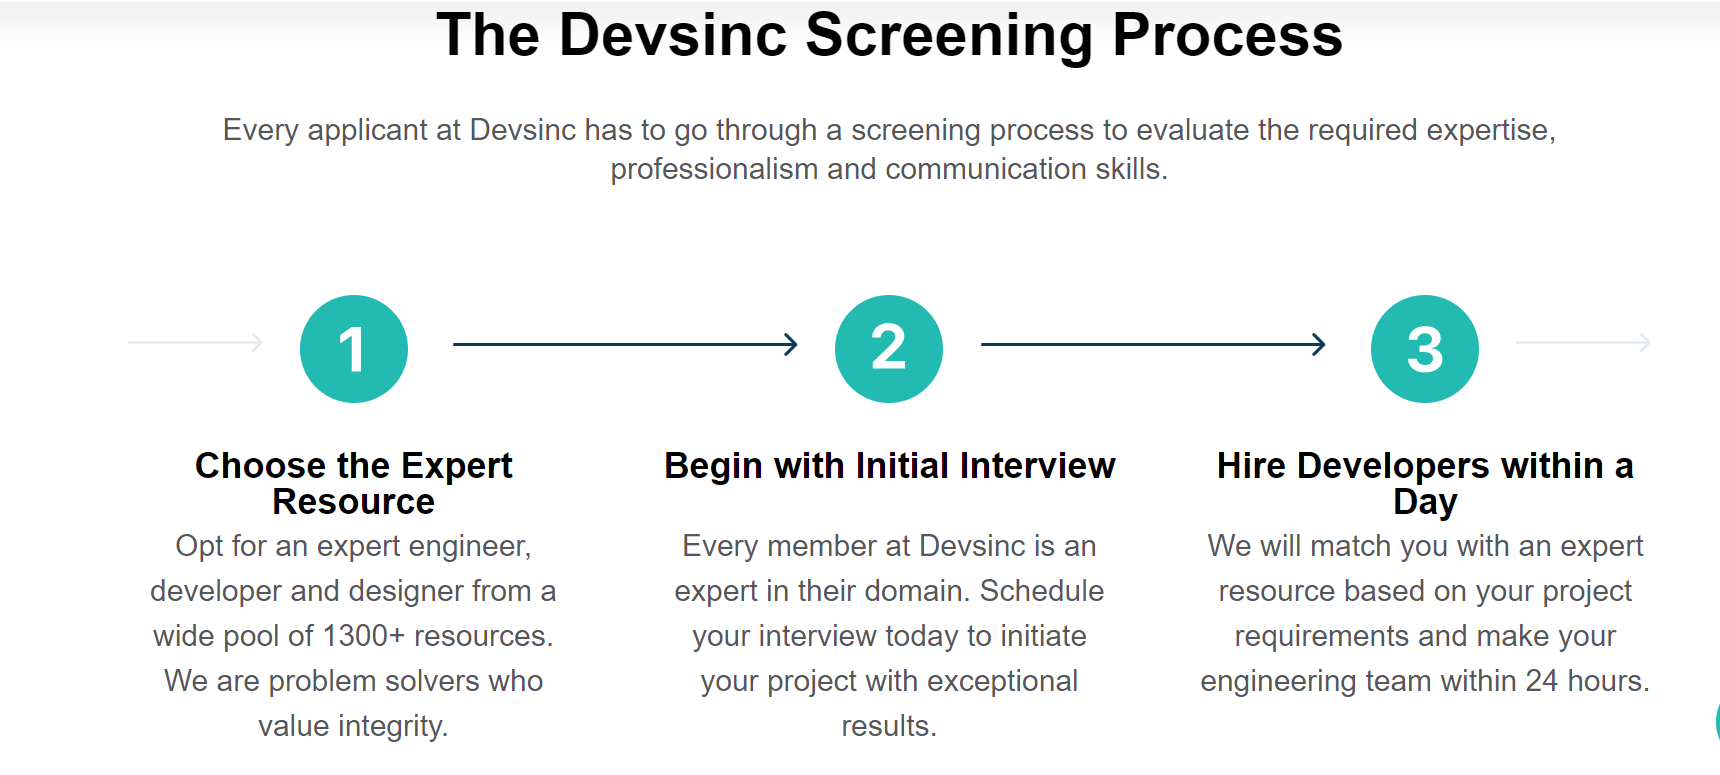 The Devsinc Screening Process
Every applicant at Devsinc has to go through a screening process to evaluate the required expertise,
professionalism and communication skills.
1
2
3
Choose the Expert
Resource
Opt for an expert engineer,
developer and designer from a
wide pool of 1300+ resources.
We are problem solvers who
value integrity.
Begin with Initial Interview
Every member at Devsinc is an
expert in their domain. Schedule
your interview today to initiate
your project with exceptional
results.
Hire Developers within a
Day
We will match you with an expert
resource based on your project
requirements and make your
engineering team within 24 hours.